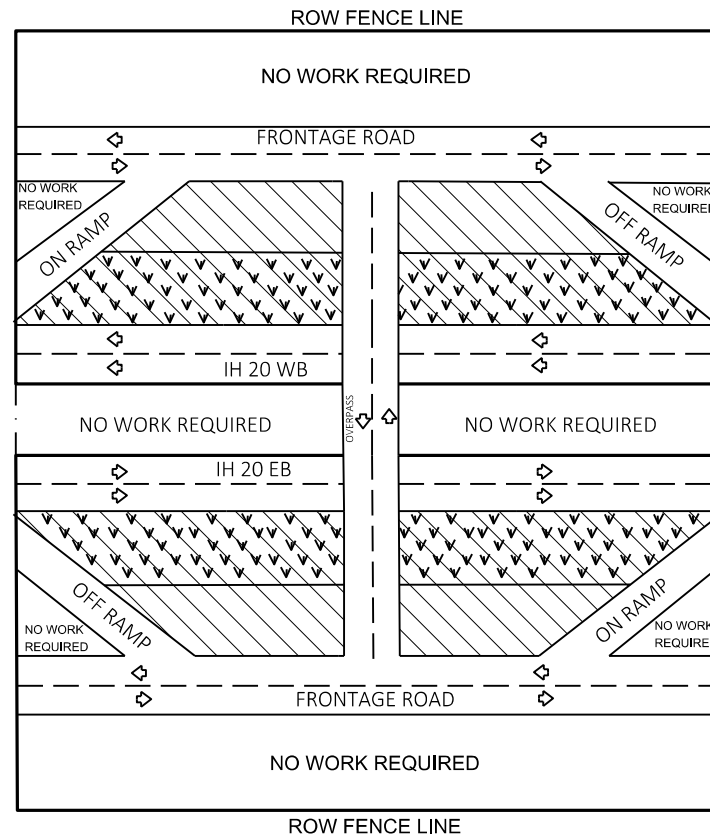 ROW FENCE LINE
NO WORK REQUIRED
FRONTAGE ROAD
NO WORK
REQUIRED
NO WORK
REQUIRED
ON RAMP
OFF RAMP
IH 20 WB
NO WORK REQUIRED
OVERPASS
NO WORK REQUIRED
IH 20 EB
OFF RAMP
ON RAMP
NO WORK
REQUIRED
NO WORK
REQUIRED
FRONTAGE ROAD
NO WORK REQUIRED
ROW FENCE LINE